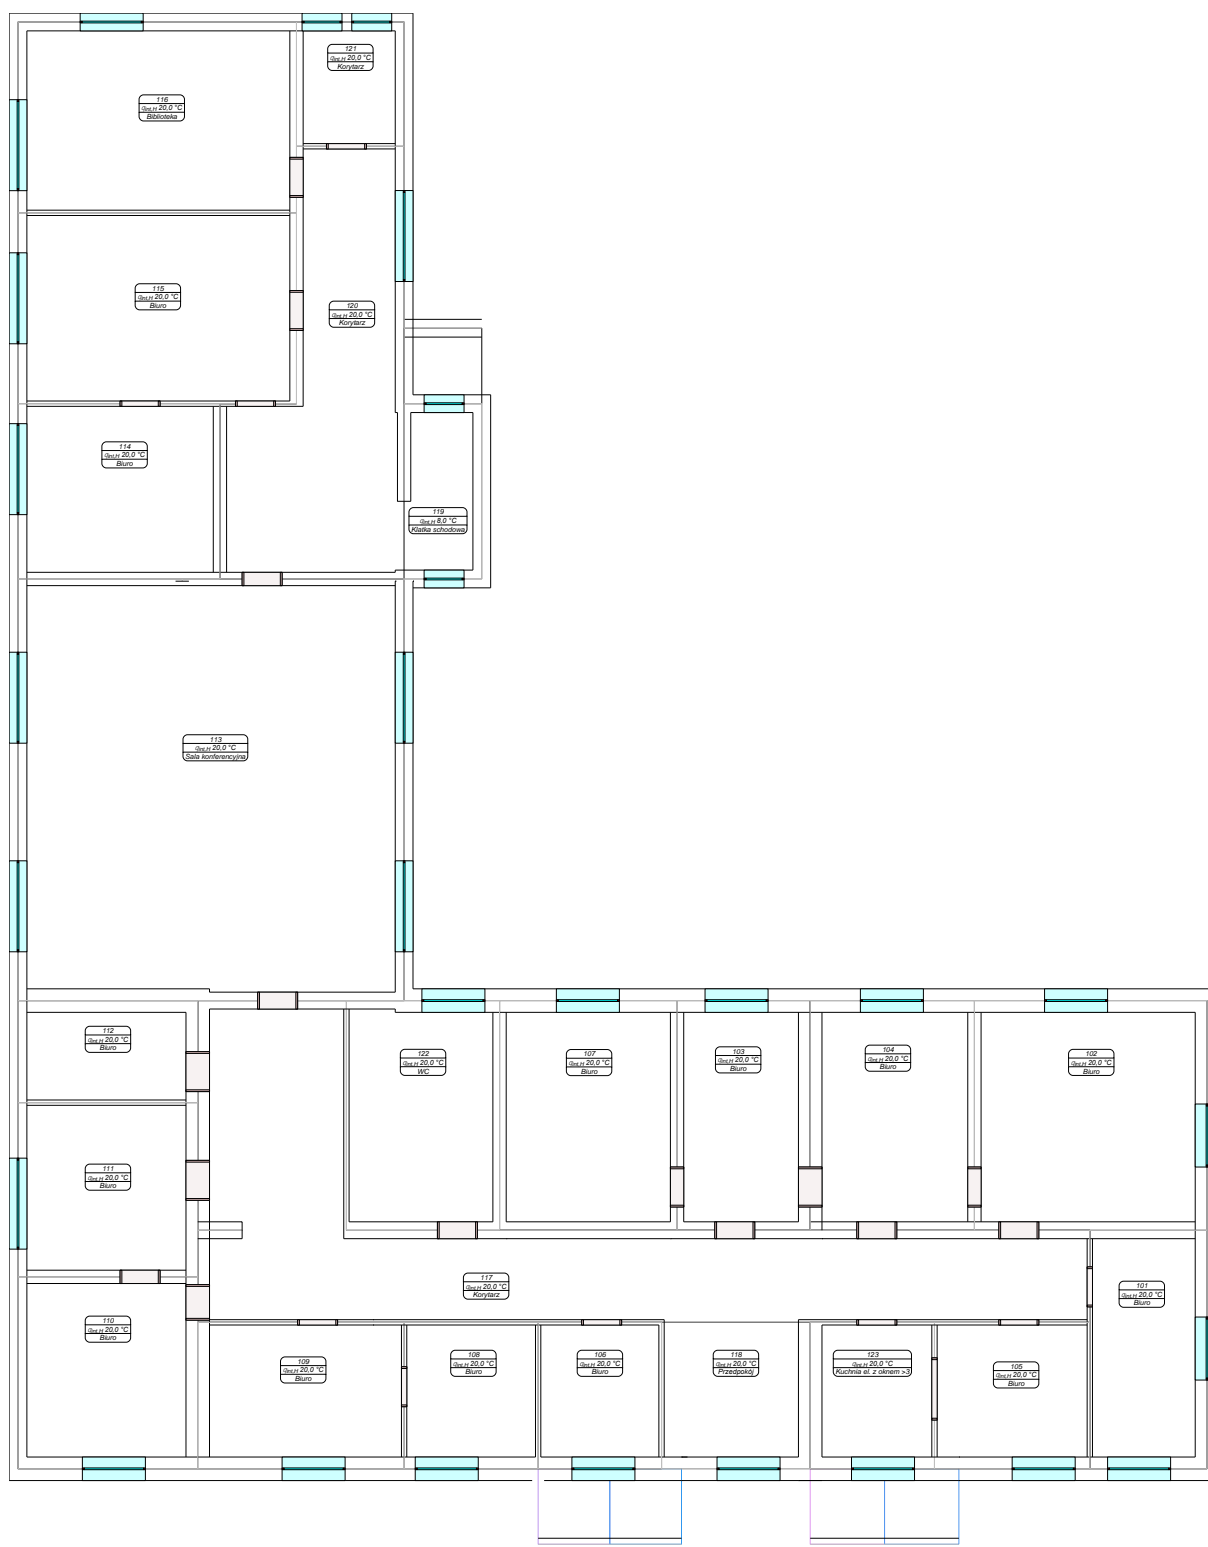 121
θint,H 20,0 °C
Korytarz
116
θint,H 20,0 °C
Biblioteka
115
θint,H 20,0 °C
Biuro
120
θint,H 20,0 °C
Korytarz
114
θint,H 20,0 °C
Biuro
119
θint,H 8,0 °C
Klatka schodowa
113
θint,H 20,0 °C
Sala konferencyjna
112
θint,H 20,0 °C
Biuro
122
θint,H 20,0 °C
WC
107
θint,H 20,0 °C
Biuro
103
θint,H 20,0 °C
Biuro
104
θint,H 20,0 °C
Biuro
102
θint,H 20,0 °C
Biuro
111
θint,H 20,0 °C
Biuro
117
θint,H 20,0 °C
Korytarz
101
θint,H 20,0 °C
Biuro
110
θint,H 20,0 °C
Biuro
109
θint,H 20,0 °C
Biuro
108
θint,H 20,0 °C
Biuro
106
θint,H 20,0 °C
Biuro
118
θint,H 20,0 °C
Przedpokój
123
θint,H 20,0 °C
Kuchnia el. z oknem >3
105
θint,H 20,0 °C
Biuro